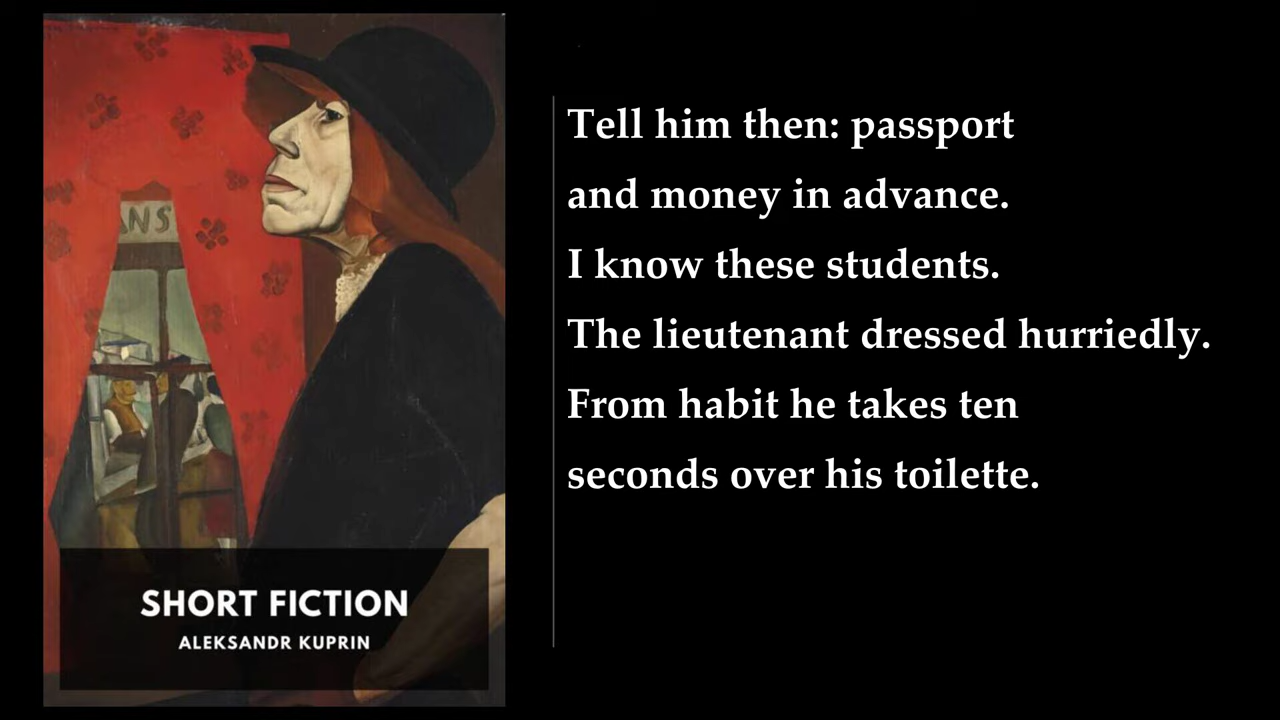 ANS
SHORT FICTION
ALEKSANDR KUPRIN
Tell him then: passport
and money in advance.
I know these students.
The lieutenant dressed hurriedly.
From habit he takes ten
seconds over his toilette.